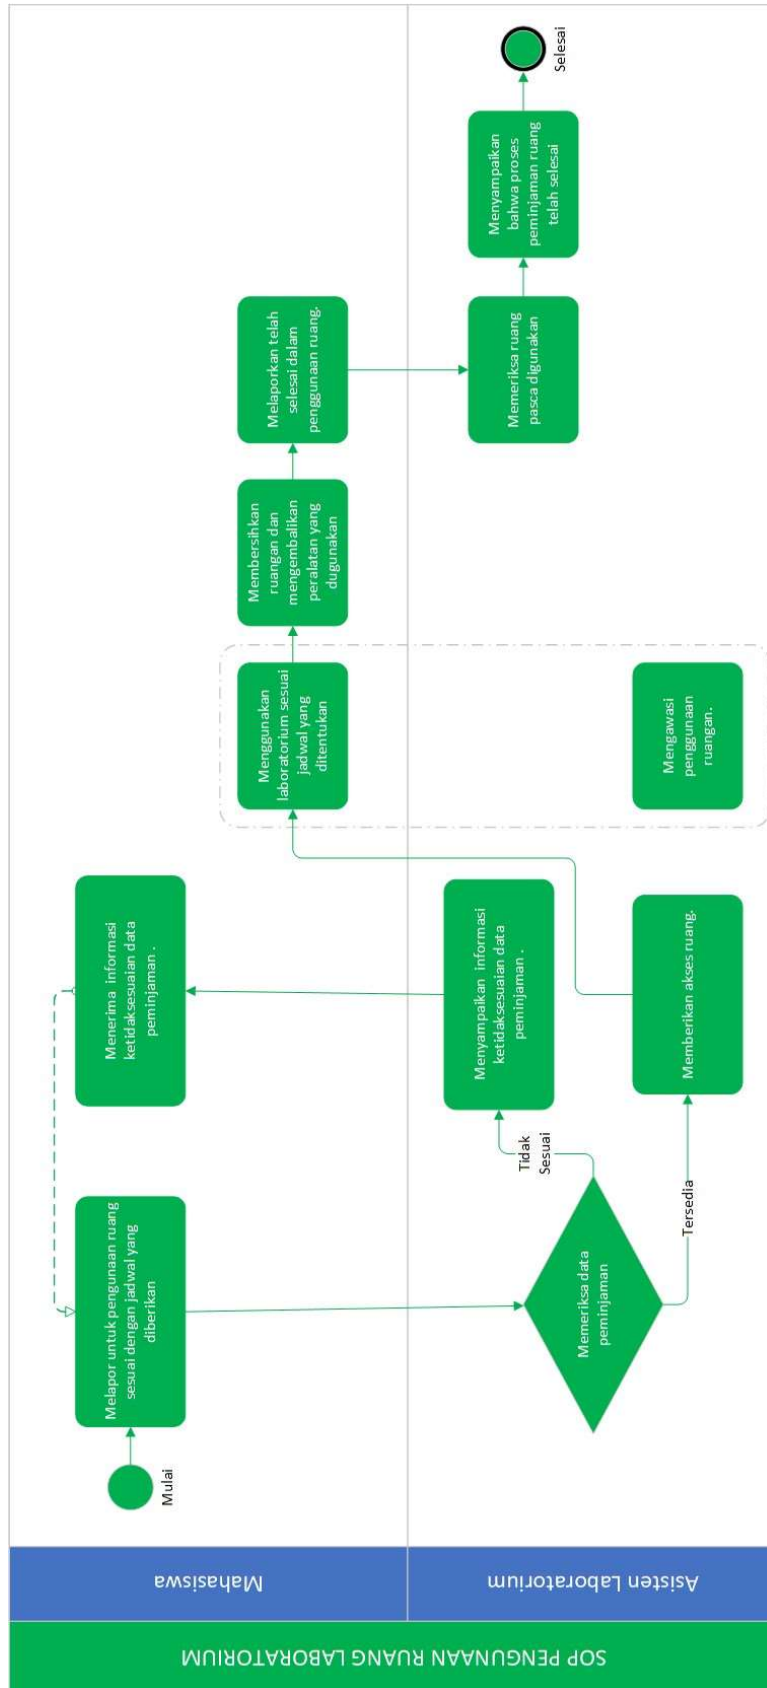 SOP PENGUNAAN RUANG LABORATORIUM
Mahasiswa
Asisten Laboratorium
Mulai
Melapor untuk pengunaan ruang
sesuai dengan jadwal yang
diberikan
Memeriksa data
peminjaman
Tidak
Sesuai
Tersedia
Menyampaikan informasi
ketidaksesuaian data
peminjaman .
Menerima informasi
ketidaksesuaian data
peminjaman .
Memberikan akses ruang.
Menggunakan
laboratorium sesuai
jadwal yang
ditentukan
Mengawasi
penggunaan
ruangan.
Membersihkan
ruangan dan
mengembalikan
peralatan yang
dugunakan
Melaporkan telah
selesai dalam
penggunaan ruang.
Memeriksa ruang
pasca digunakan
Menyampaikan
bahwa proses
peminjaman ruang
telah selesai
Selesai